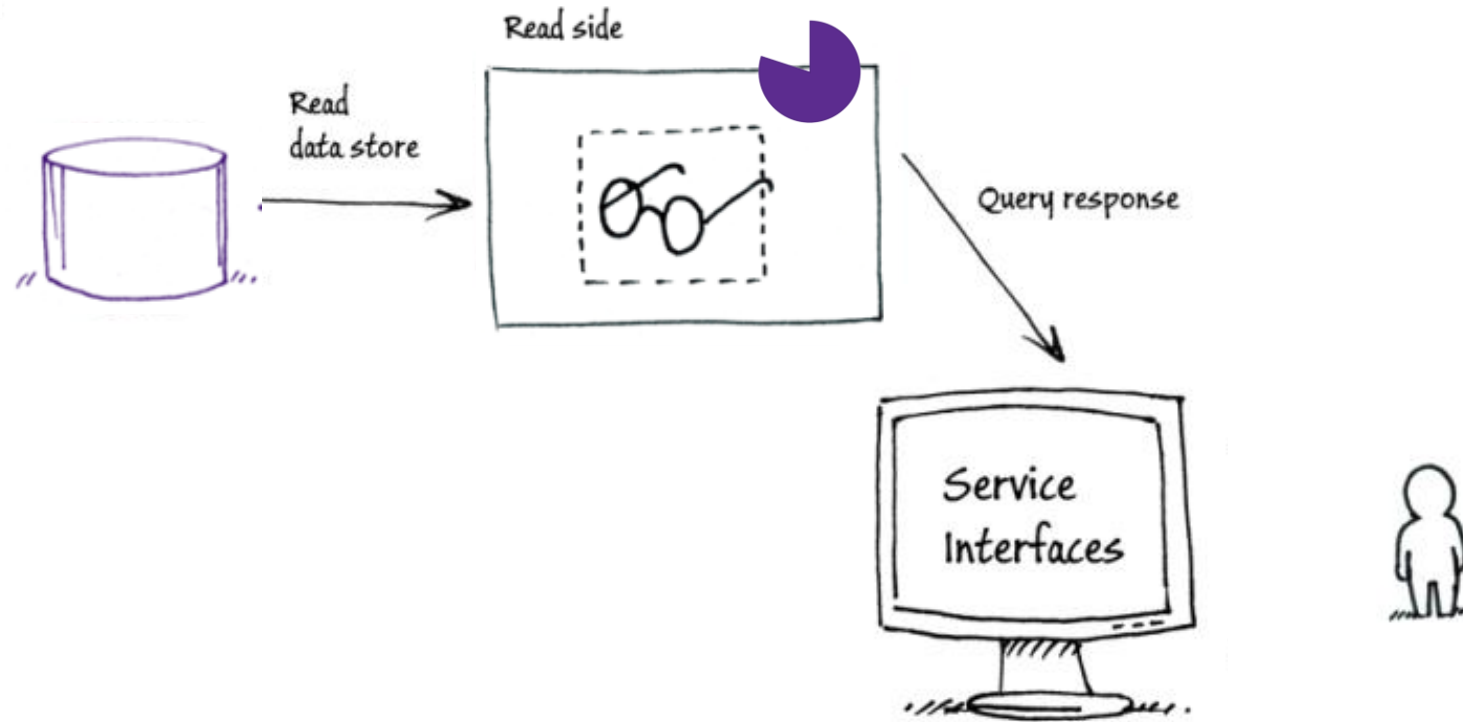 Read side
Read
data store
Query response
Service
Interfaces